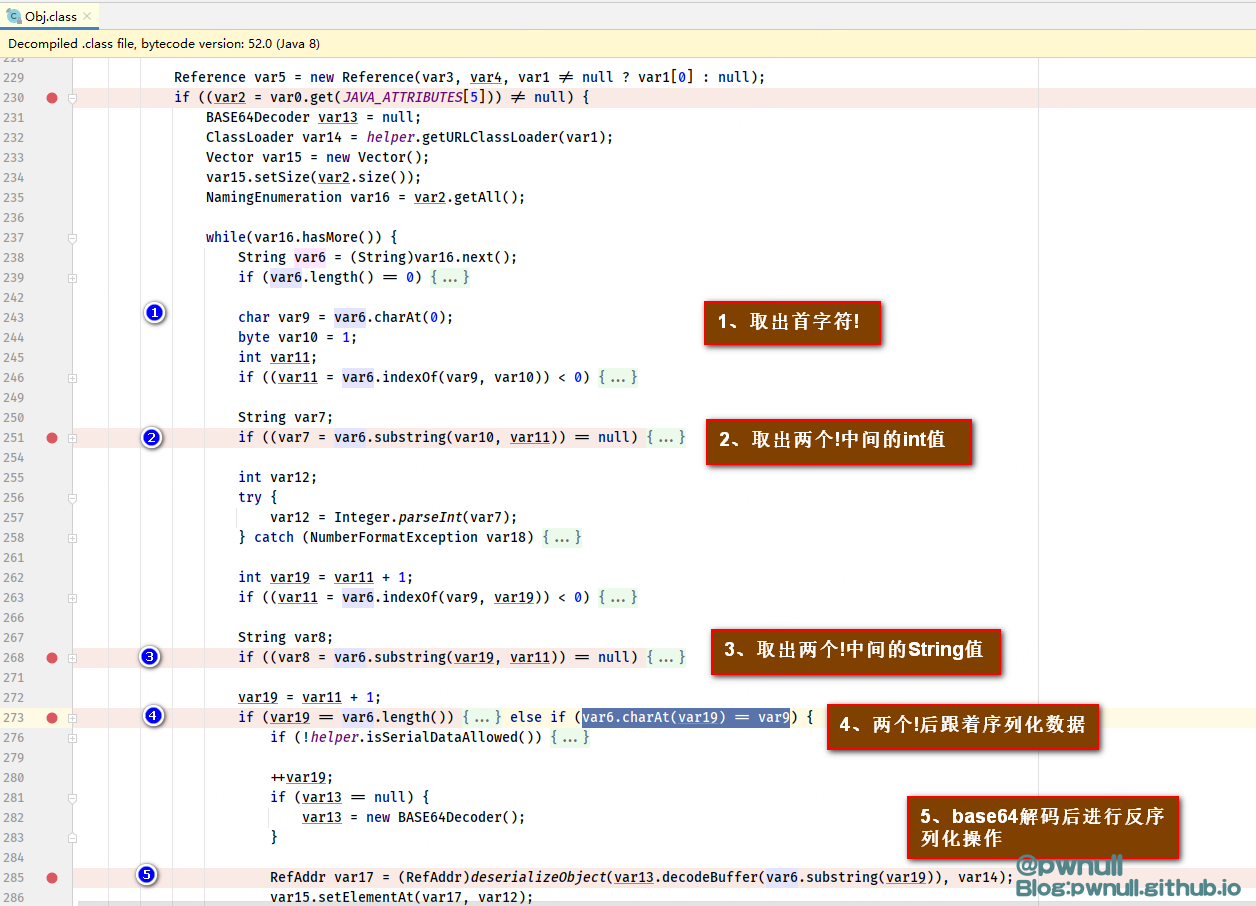 Obj.class
Decompiled .class file, bytecode version: 52.0 (Java 8)
228
229 Reference var5 = new Reference(var3, var4, var1 ≠ null ? var1[0] : null);
230 if ((var2 = var0.get(JAVA_ATTRIBUTES[5])) ≠ null) {
231 BASE64Decoder var13 = null;
232 ClassLoader var14 = helper.getURLClassLoader(var1);
233 Vector var15 = new Vector();
234 var15.setSize(var2.size());
235 NamingEnumeration var16 = var2.getAll();
236
237 while(var16.hasMore()) {
238 String var6 = (String)var16.next();
239 if (var6.length() == 0) {...}
242
243 char var9 = var6.charAt(0);
① 1、取出首字符!
244 byte var10 = 1;
245 int var11;
246 if ((var11 = var6.indexOf(var9, var10)) < 0) {...}
249
250 String var7;
251 if ((var7 = var6.substring(var10, var11)) == null) {...}
② 2、取出两个!中间的int值
254
255 int var12;
256 try {
257 var12 = Integer.parseInt(var7);
258 } catch (NumberFormatException var18) {...}
261
262 int var19 = var11 + 1;
263 if ((var11 = var6.indexOf(var9, var19)) < 0) {...}
266
267 String var8;
268 if ((var8 = var6.substring(var19, var11)) == null) {...}
③ 3、取出两个!中间的String值
271
272 var19 = var11 + 1;
273 if (var19 == var6.length()) {...} else if (var6.charAt(var19) == var9) {
④ 4、两个!后跟着序列化数据
276 if (!helper.isSerialDataAllowed()) {...}
279
280 ++var19;
281 if (var13 == null) {
282 var13 = new BASE64Decoder();
283 }
284
5、base64解码后进行反序
列化操作
⑤
285 RefAddr var17 = (RefAddr)deserializeObject(var13.decodeBuffer(var6.substring(var19)), var14);
286 var15.setElementAt(var17, var12);
@pwnull
Blog:pwnull.github.io